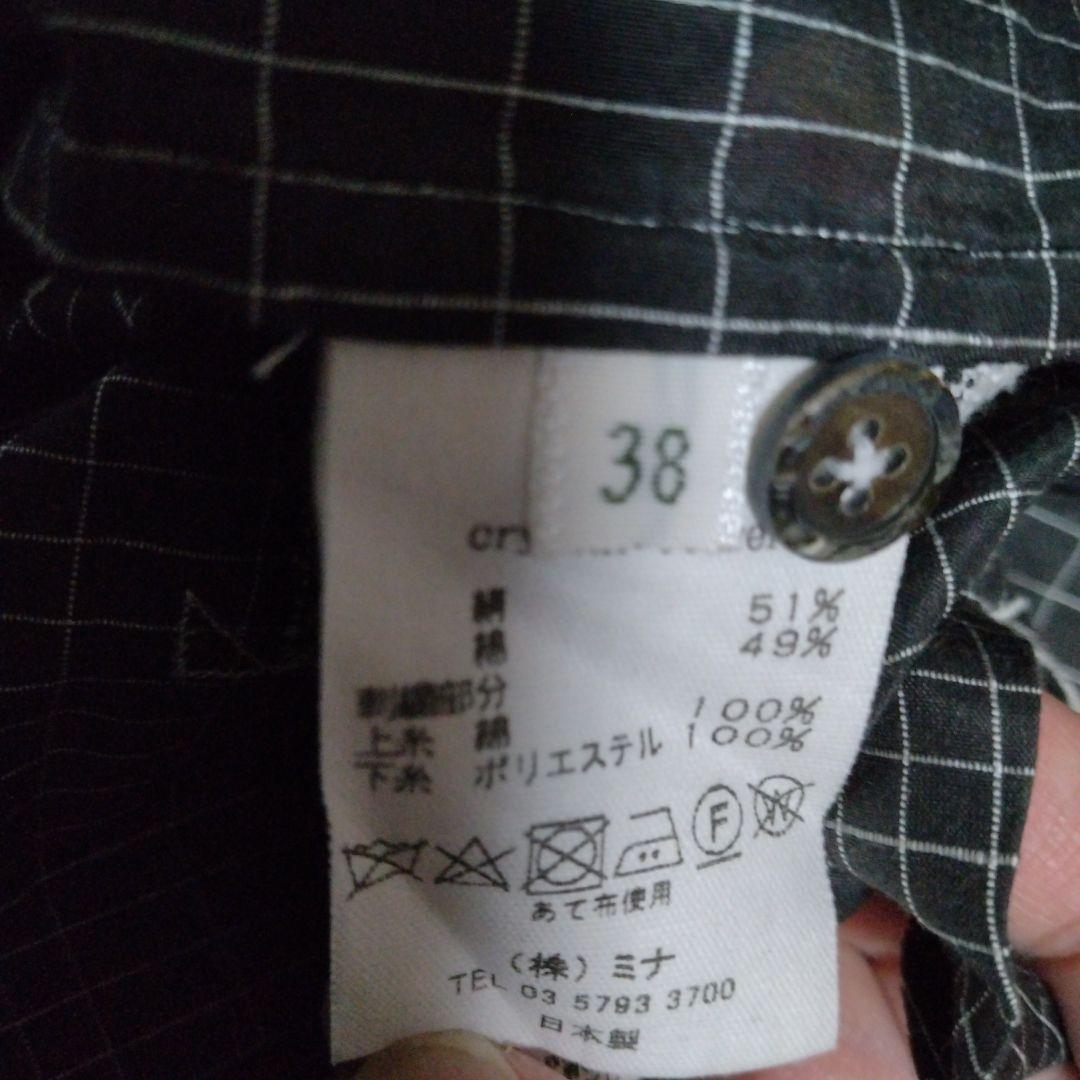 38
絹 51%
綿 49%
刺繍部分
上糸 綿 100%
下糸 ポリエステル 100%
F
W
あて布使用
(株)ミナ
TEL 03 5793 3700
日本製